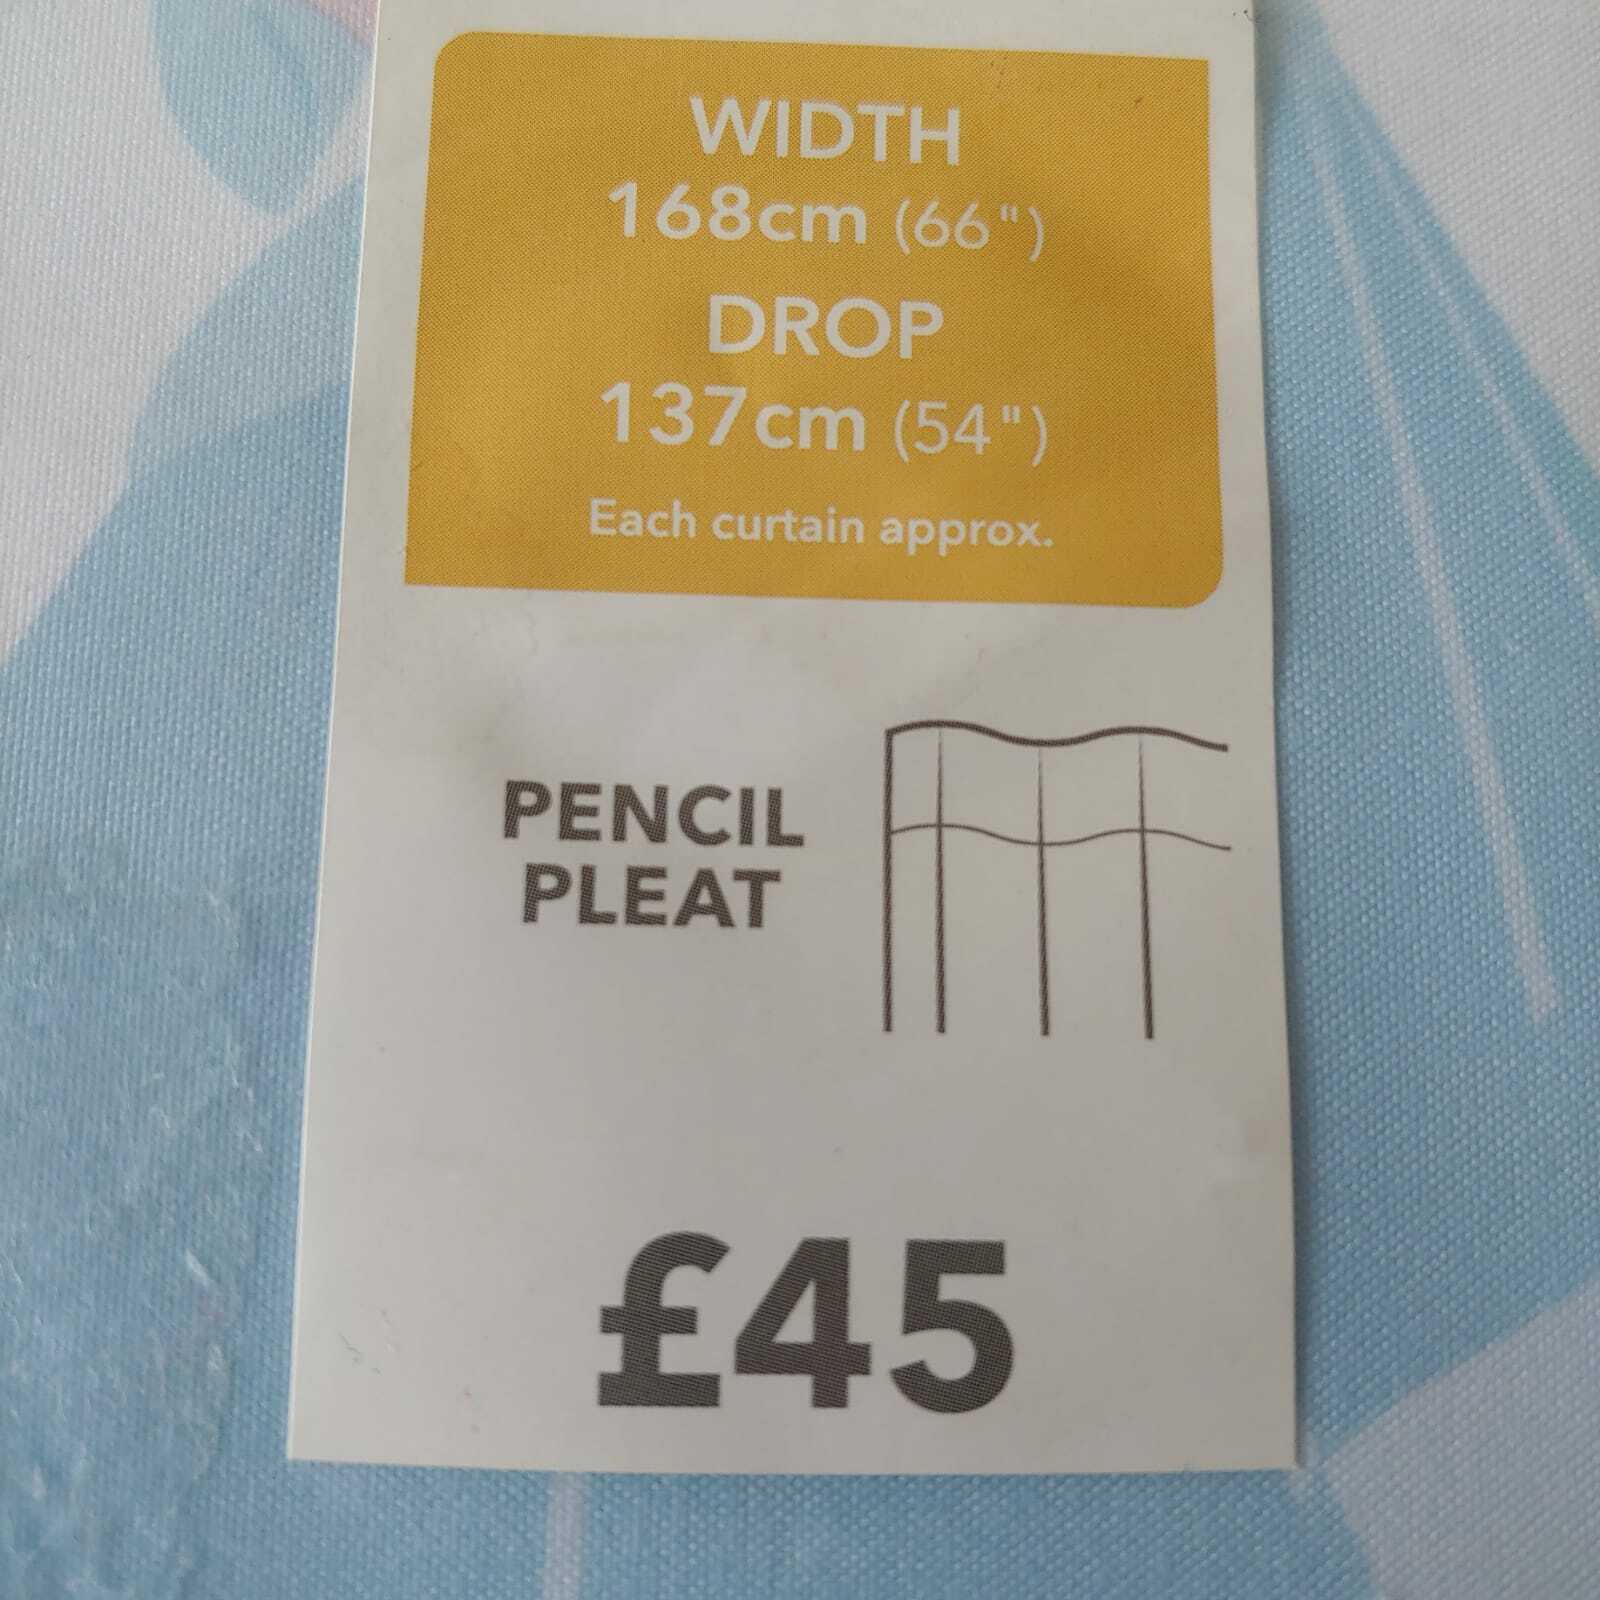 WIDTH
168cm (66")
DROP
137cm (54")
Each curtain approx.
PENCIL
PLEAT
£45